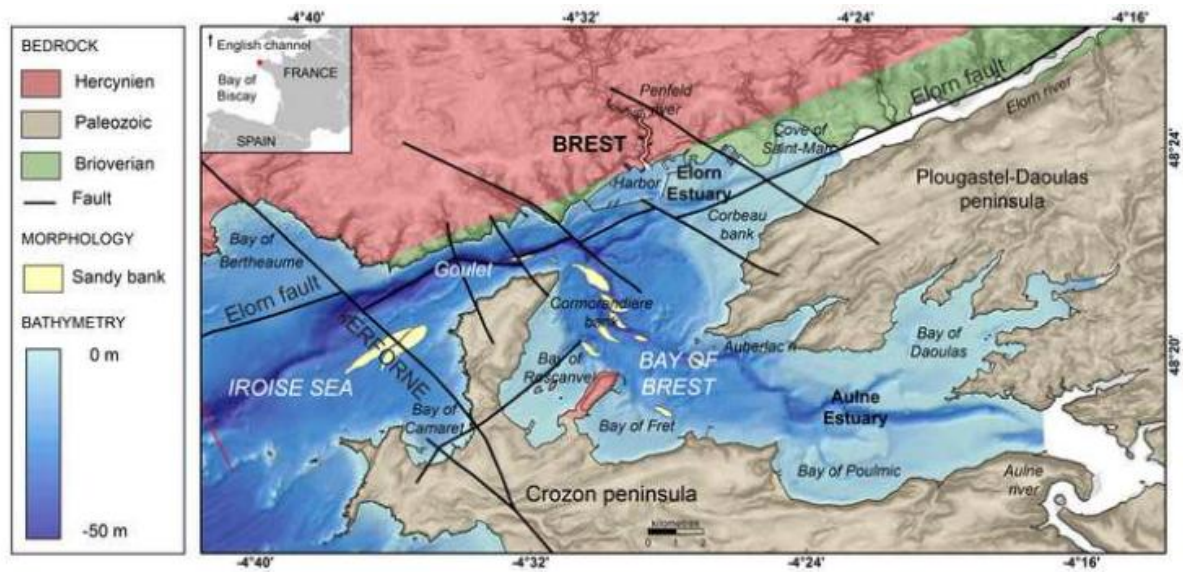 BEDROCK
Hercynien
Paleozoic
Brioverian
Fault
MORPHOLOGY
Sandy bank
BATHYMETRY
0 m
-50 m
-4°40'
-4°32'
-4°24'
-4°16'
English channel
FRANCE
Bay of
Biscay
SPAIN
Penfeld
river
BREST
Elorn fault
Elorn river
Cove of
Saint-Marc
48°24'
Harbor
Elorn
Estuary
Plougastel-Daoulas
peninsula
Corbeau
bank
Bay of
Bertheaume
Goulet
Elorn fault
Cormorandiere
bank
KERFORNE
IROISE SEA
Bay of
Roscanvel
BAY OF
BREST
Auberlac'h
Bay of
Daoulas
48°20'
Aulne
Estuary
Bay of
Camaret
Bay of Fret
Bay of Poulmic
Aulne
river
Crozon peninsula
kilometres
0 1 2
-4°40'
-4°32'
-4°24'
-4°16'